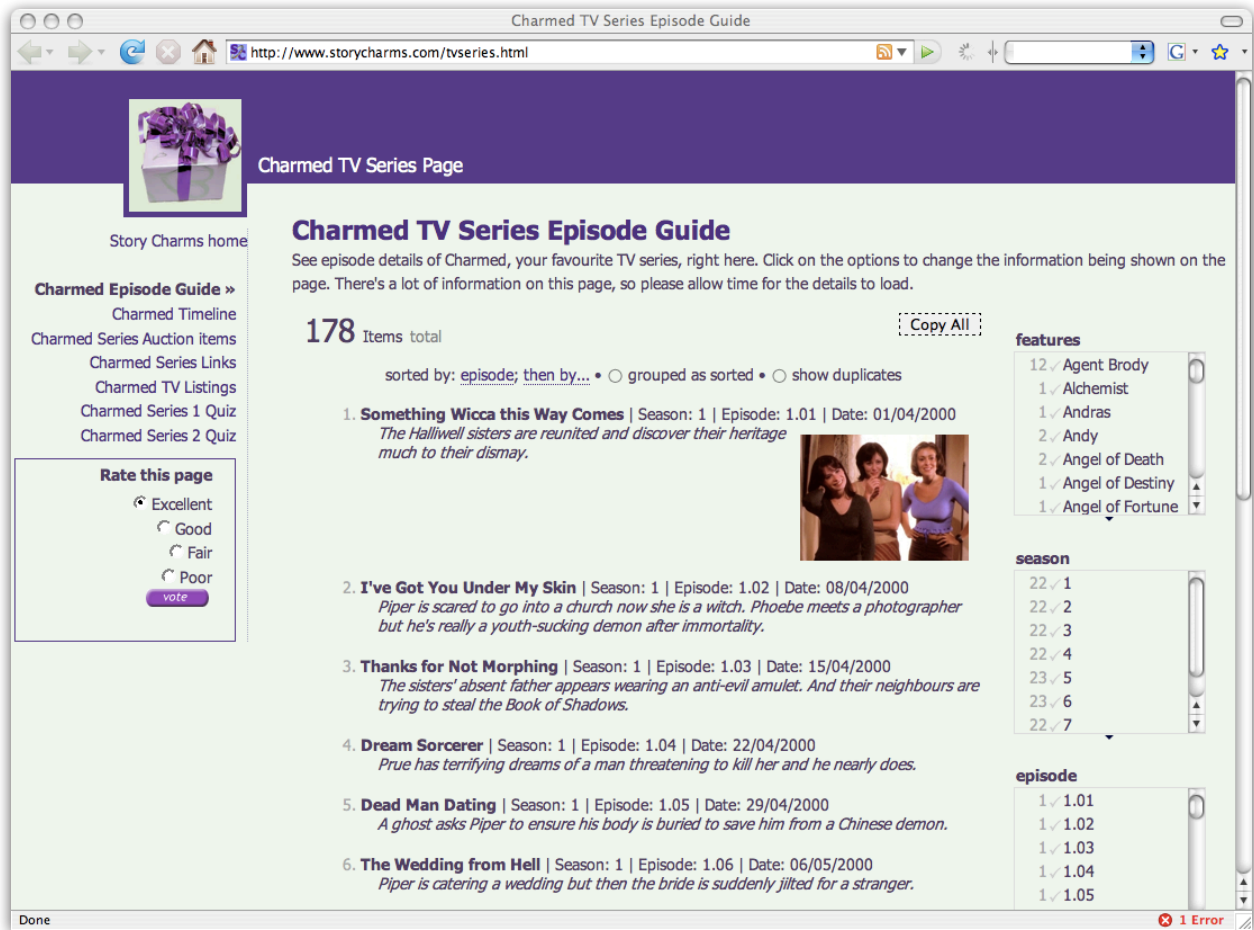 Charmed TV Series Episode Guide
http://www.storycharms.com/tvseries.html
G
Charmed TV Series Page
Story Charms home
Charmed Episode Guide »
Charmed Timeline
Charmed Series Auction items
Charmed Series Links
Charmed TV Listings
Charmed Series 1 Quiz
Charmed Series 2 Quiz
Rate this page
Excellent
Good
Fair
Poor
vote
Charmed TV Series Episode Guide
See episode details of Charmed, your favourite TV series, right here. Click on the options to change the information being shown on the
page. There's a lot of information on this page, so please allow time for the details to load.
178 Items total
Copy All
sorted by: episode; then by... • grouped as sorted • show duplicates
1. Something Wicca this Way Comes | Season: 1 | Episode: 1.01 | Date: 01/04/2000
The Halliwell sisters are reunited and discover their heritage
much to their dismay.
2. I've Got You Under My Skin | Season: 1 | Episode: 1.02 | Date: 08/04/2000
Piper is scared to go into a church now she is a witch. Phoebe meets a photographer
but he's really a youth-sucking demon after immortality.
3. Thanks for Not Morphing | Season: 1 | Episode: 1.03 | Date: 15/04/2000
The sisters' absent father appears wearing an anti-evil amulet. And their neighbours are
trying to steal the Book of Shadows.
4. Dream Sorcerer | Season: 1 | Episode: 1.04 | Date: 22/04/2000
Prue has terrifying dreams of a man threatening to kill her and he nearly does.
5. Dead Man Dating | Season: 1 | Episode: 1.05 | Date: 29/04/2000
A ghost asks Piper to ensure his body is buried to save him from a Chinese demon.
6. The Wedding from Hell | Season: 1 | Episode: 1.06 | Date: 06/05/2000
Piper is catering a wedding but then the bride is suddenly jilted for a stranger.
features
12 ✓ Agent Brody
1 ✓ Alchemist
1 ✓ Andras
2 ✓ Andy
2 ✓ Angel of Death
1 ✓ Angel of Destiny
1 ✓ Angel of Fortune
season
22 ✓ 1
22 ✓ 2
22 ✓ 3
22 ✓ 4
23 ✓ 5
23 ✓ 6
22 ✓ 7
episode
1 ✓ 1.01
1 ✓ 1.02
1 ✓ 1.03
1 ✓ 1.04
1 ✓ 1.05
Done
1 Error